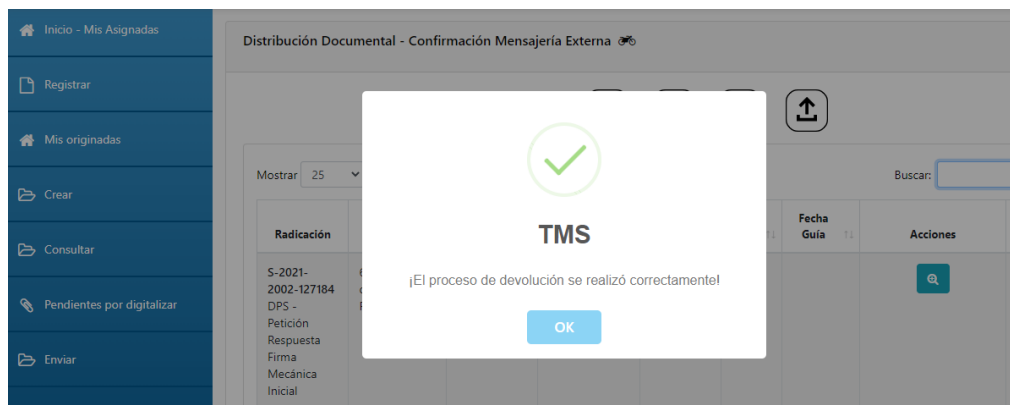 Inicio - Mis Asignadas
Distribución Documental - Confirmación Mensajería Externa
Registrar
Mis originadas
Crear
Consultar
Pendientes por digitalizar
Enviar
Mostrar 25
Buscar:
Radicación
Fecha
Guía
Acciones
S-2021-
2002-127184
DPS -
Petición
Respuesta
Firma
Mecánica
Inicial
TMS
¡El proceso de devolución se realizó correctamente!
OK